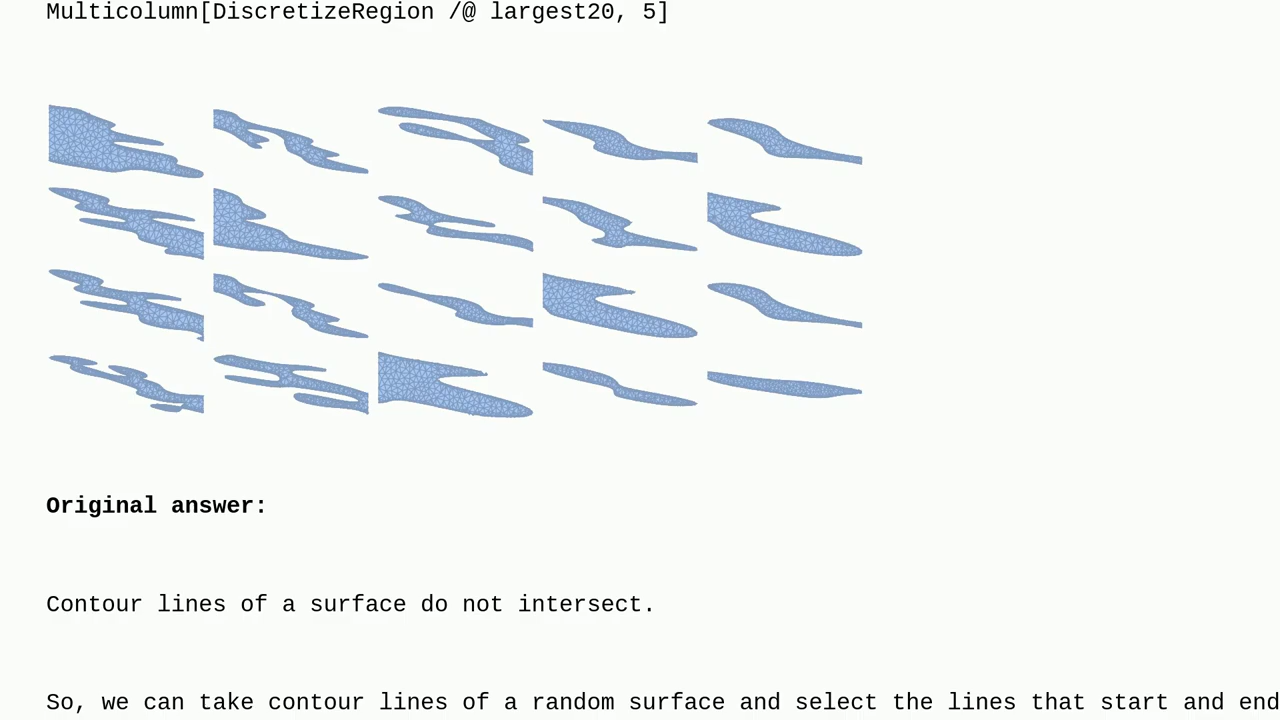 Multicolumn[DiscretizeRegion /@ largest20, 5]
Original answer:
Contour lines of a surface do not intersect.
So, we can take contour lines of a random surface and select the lines that start and end